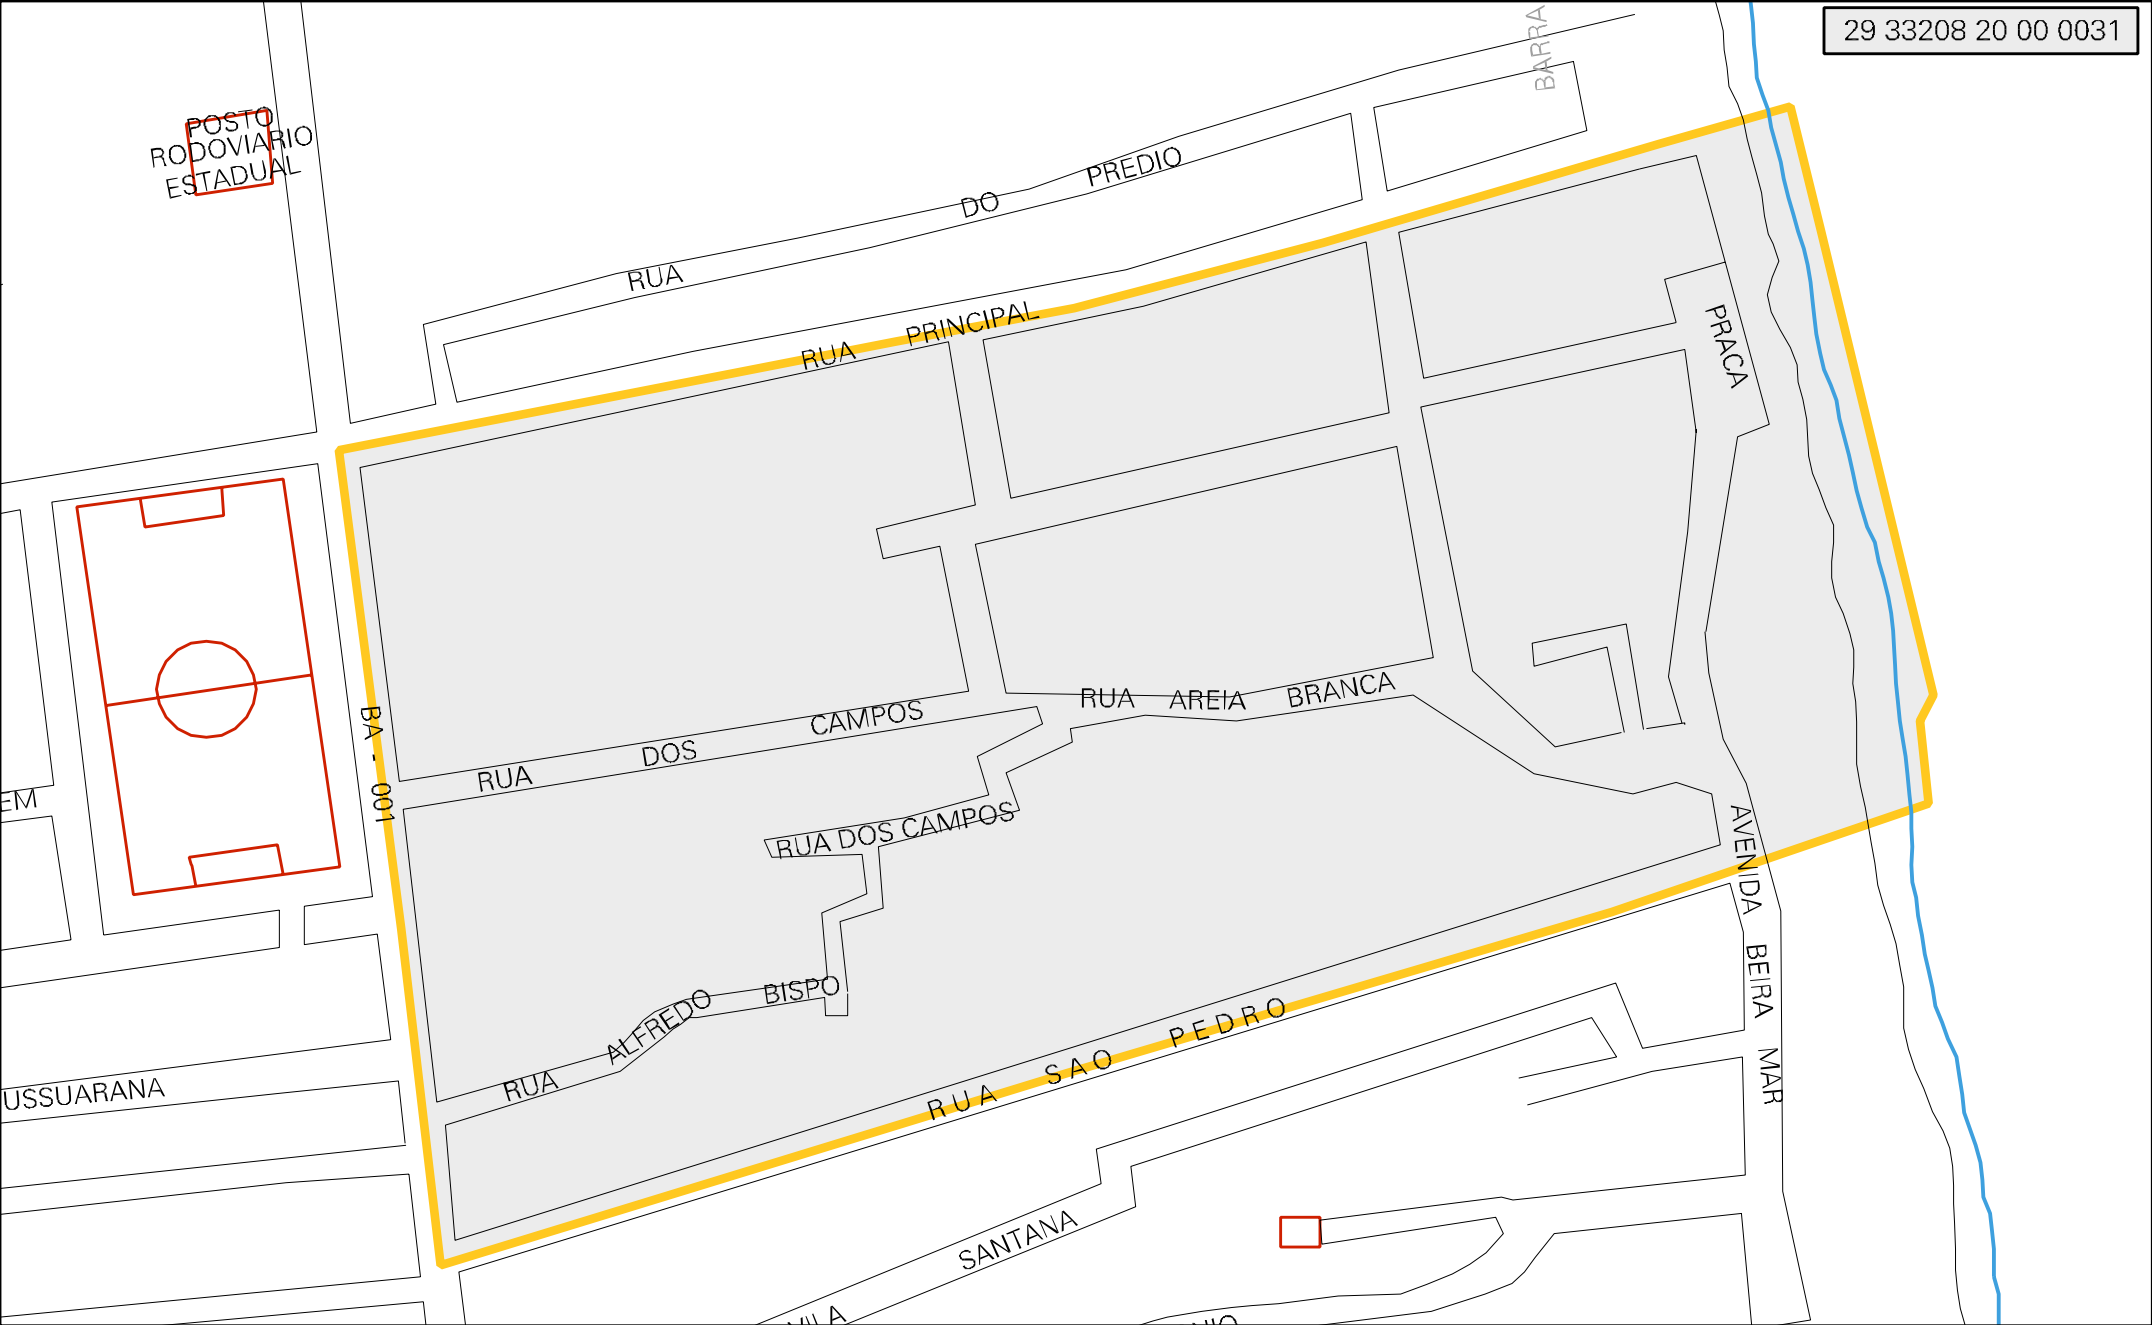 29 33208 20 00 0031
BARRA
POSTO
RODOVIARIO
ESTADUAL
RUA DO PREDIO
RUA PRINCIPAL
PRACA
BA - 001
RUA DOS CAMPOS
RUA AREIA BRANCA
RUA DOS CAMPOS
RUA ALFREDO BISPO
RUA SAO PEDRO
AVENIDA BEIRA MAR
EM
USSUARANA
SANTANA
VILA